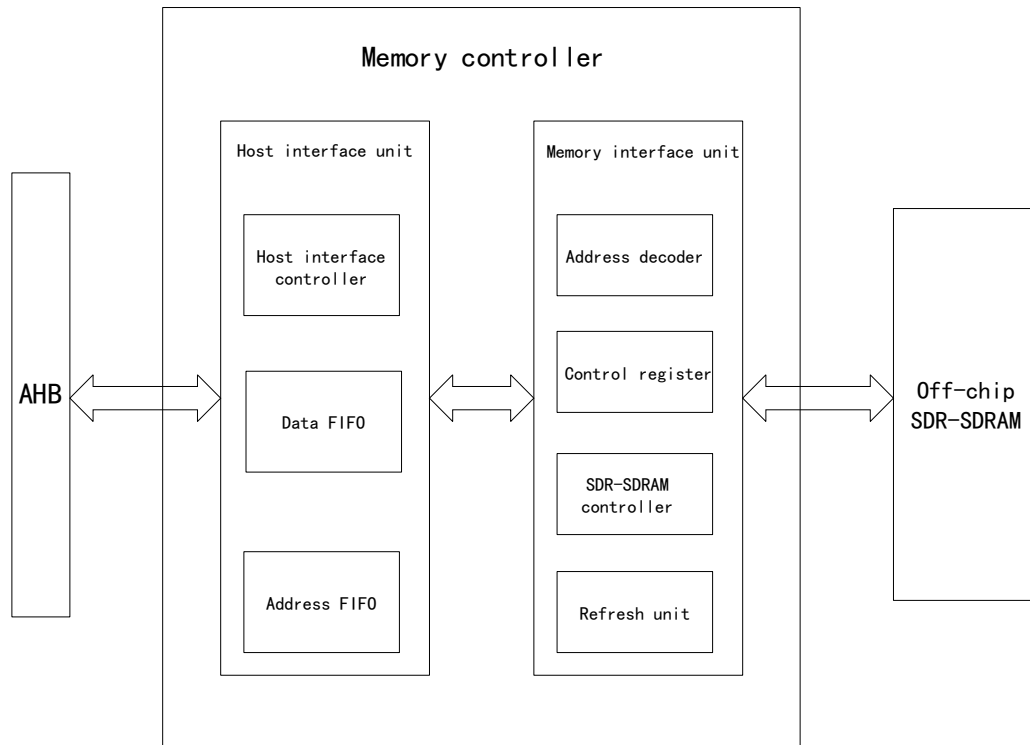 Memory controller
Host interface unit
Memory interface unit
Host interface
controller
Address decoder
Control register
AHB
Data FIFO
Off-chip
SDR-SDRAM
SDR-SDRAM
controller
Address FIFO
Refresh unit